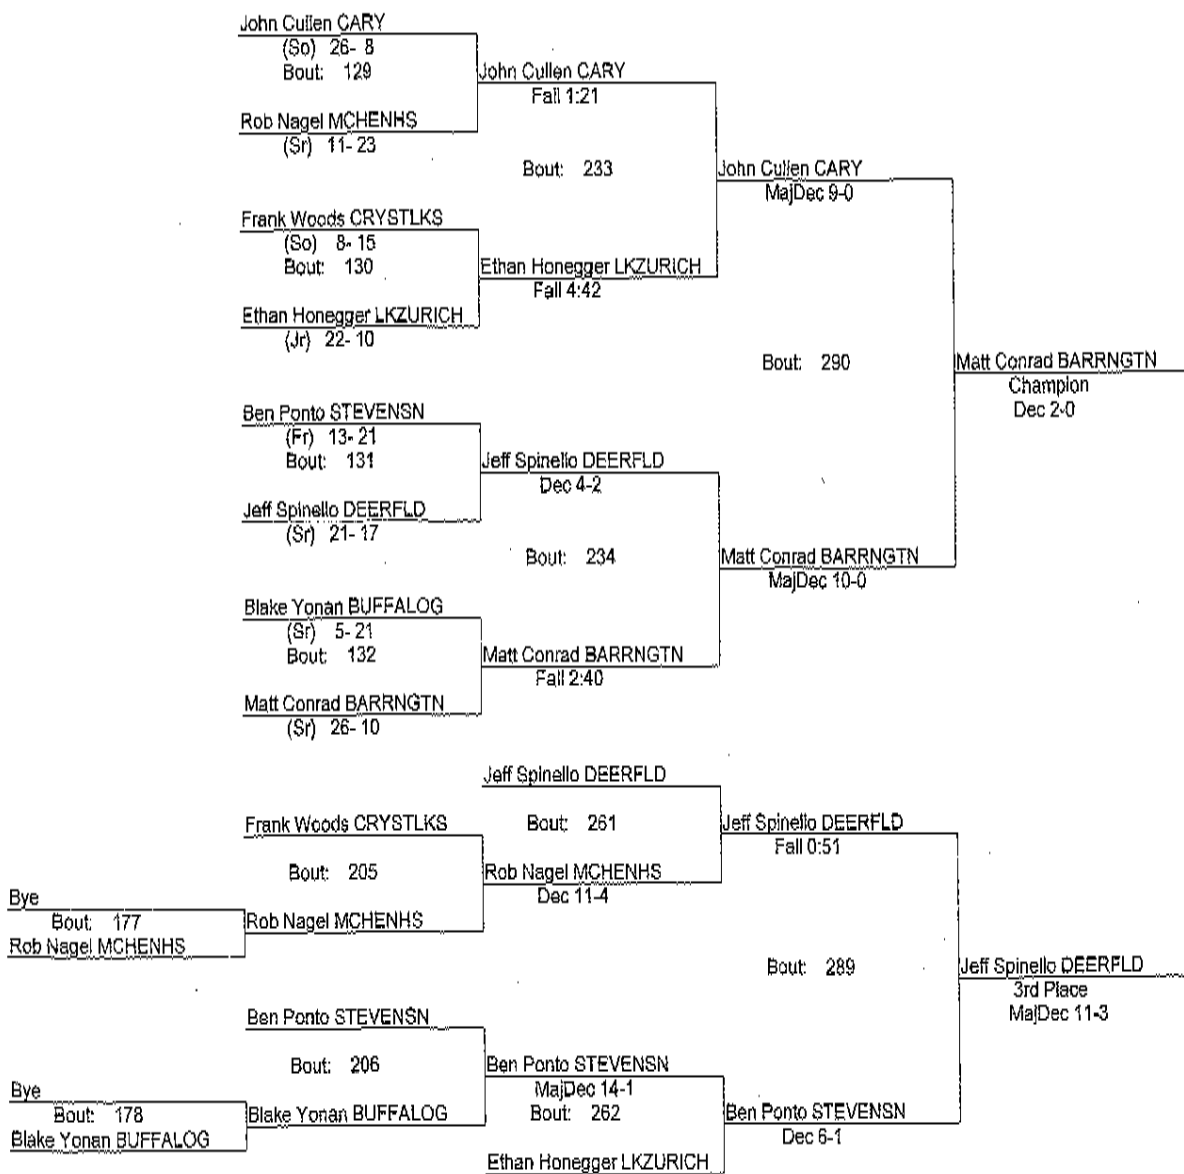 John Cullen CARY
(So) 26- 8
Bout: 129
John Cullen CARY
Fall 1:21
Rob Nagel MCHENHS
(Sr) 11- 23
Bout: 233
John Cullen CARY
MajDec 9-0
Frank Woods CRYSTLKS
(So) 8- 15
Bout: 130
Ethan Honegger LKZURICH
Fall 4:42
Ethan Honegger LKZURICH
(Jr) 22- 10
Bout: 290
Matt Conrad BARRNGTN
Champion
Dec 2-0
Ben Ponto STEVENSN
(Fr) 13- 21
Bout: 131
Jeff Spinello DEERFLD
Dec 4-2
Jeff Spinello DEERFLD
(Sr) 21- 17
Bout: 234
Matt Conrad BARRNGTN
MajDec 10-0
Blake Yonan BUFFALOG
(Sr) 5- 21
Bout: 132
Matt Conrad BARRNGTN
Fall 2:40
Matt Conrad BARRNGTN
(Sr) 26- 10
Jeff Spinello DEERFLD
Frank Woods CRYSTLKS
Bout: 261
Jeff Spinello DEERFLD
Fall 0:51
Bout: 205
Rob Nagel MCHENHS
Dec 11-4
Bye
Bout: 177
Rob Nagel MCHENHS
Rob Nagel MCHENHS
Bout: 289
Jeff Spinello DEERFLD
3rd Place
MajDec 11-3
Ben Ponto STEVENSN
Bout: 206
Ben Ponto STEVENSN
MajDec 14-1
Bye
Bout: 178
Blake Yonan BUFFALOG
Blake Yonan BUFFALOG
Bout: 262
Ben Ponto STEVENSN
Dec 6-1
Ethan Honegger LKZURICH